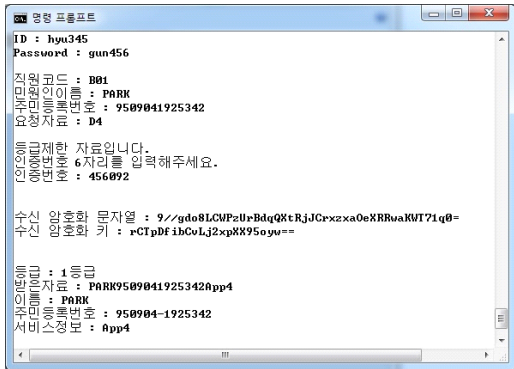 명령 프롬프트
ID : hyu345
Password : gun456
직원코드 : B01
민원인이름 : PARK
주민등록번호 : 9509041925342
요청자료 : D4
등급제한 자료입니다.
인증번호 6자리를 입력해주세요.
인증번호 : 456092
수신 암호화 문자열 : 9//gdo8LCWPzUrBdqQXtRjJCrxzxaOeXRRwaKWT71q0=
수신 암호화 키 : rCTpDfibCvLj2xpXX95oyw==
등급 : 1등급
받은자료 : PARK9509041925342App4
이름 : PARK
주민등록번호 : 950904-1925342
서비스정보 : App4